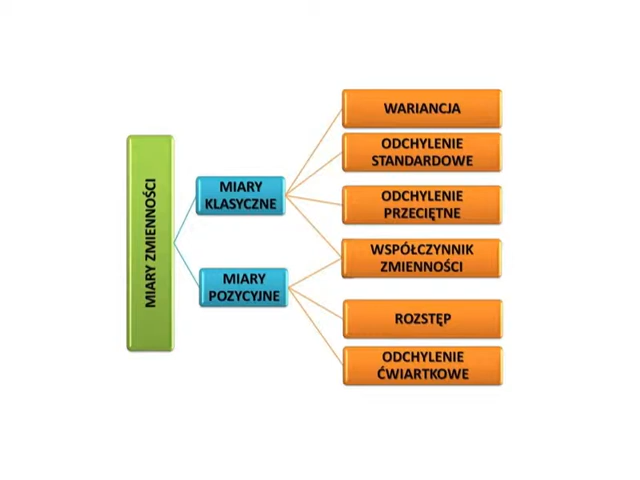 MIARY ZMIENNOŚCI
MIARY
KLASYCZNE
MIARY
POZYCYJNE
WARIANCJA
ODCHYLENIE
STANDARDOWE
ODCHYLENIE
PRZECIĘTNE
WSPÓŁCZYNNIK
ZMIENNOŚCI
ROZSTĘP
ODCHYLENIE
ĆWIARTKOWE